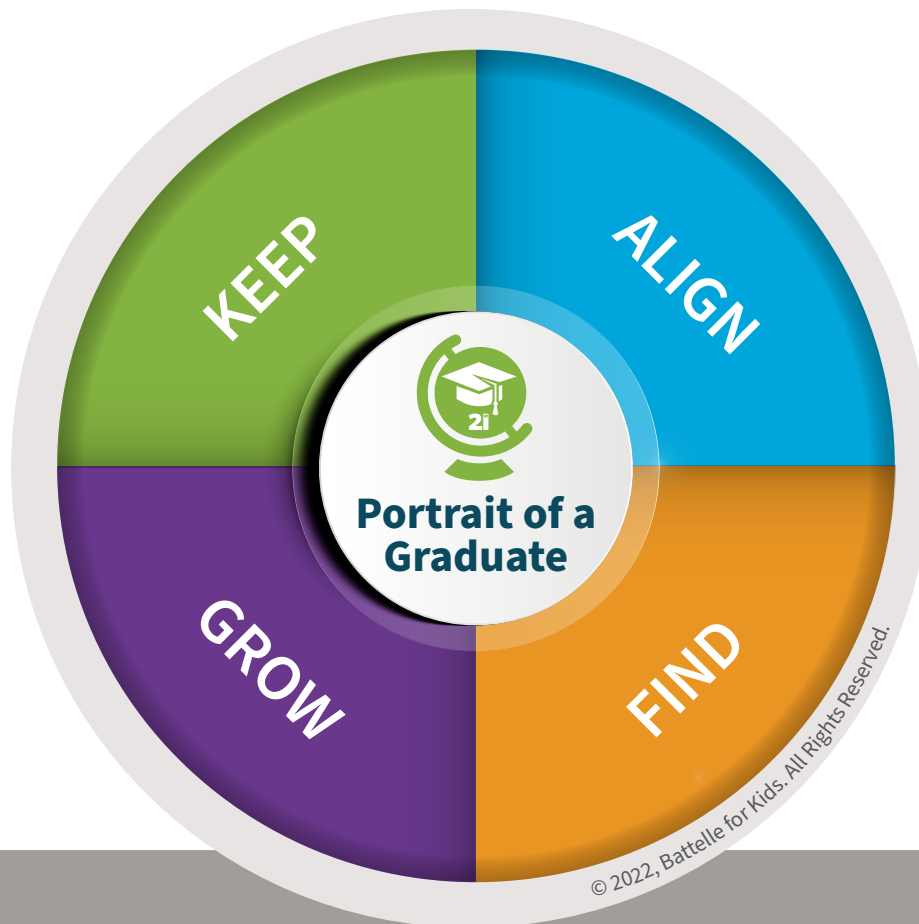 KEEP
ALIGN
2i
Portrait of a
Graduate
GROW
FIND
© 2022, Battelle for Kids. All Rights Reserved.